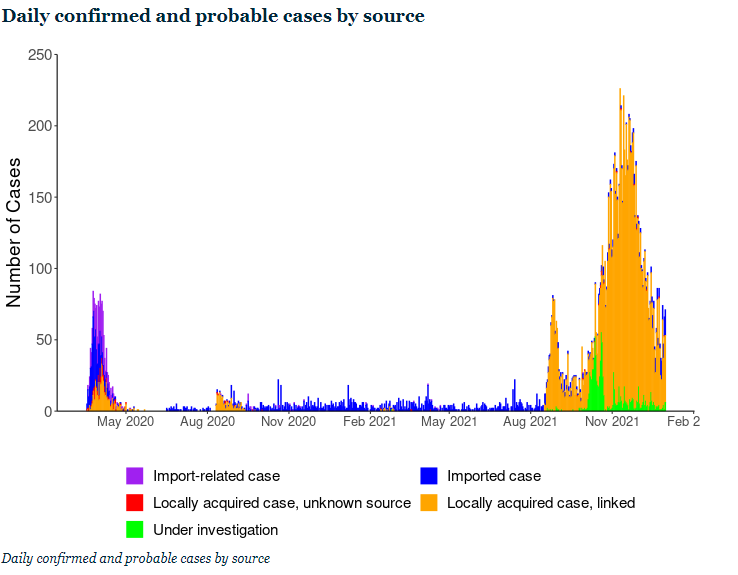 Daily confirmed and probable cases by source
250
200
150
100
50
0
Number of Cases
May 2020 Aug 2020 Nov 2020 Feb 2021 May 2021 Aug 2021 Nov 2021 Feb 2
Import-related case Imported case
Locally acquired case, unknown source Locally acquired case, linked
Under investigation
Daily confirmed and probable cases by source